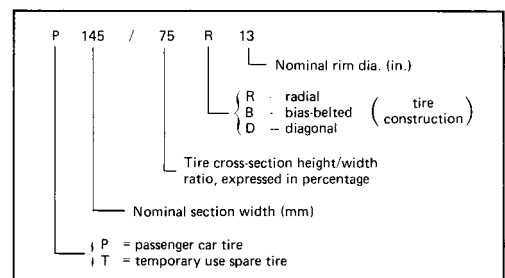 P 145 / 75 R 13
Nominal rim dia. (in.)
R - radial
B - bias-belted
D - diagonal
( tire construction )
Tire cross-section height/width
ratio, expressed in percentage
Nominal section width (mm)
P = passenger car tire
T = temporary use spare tire